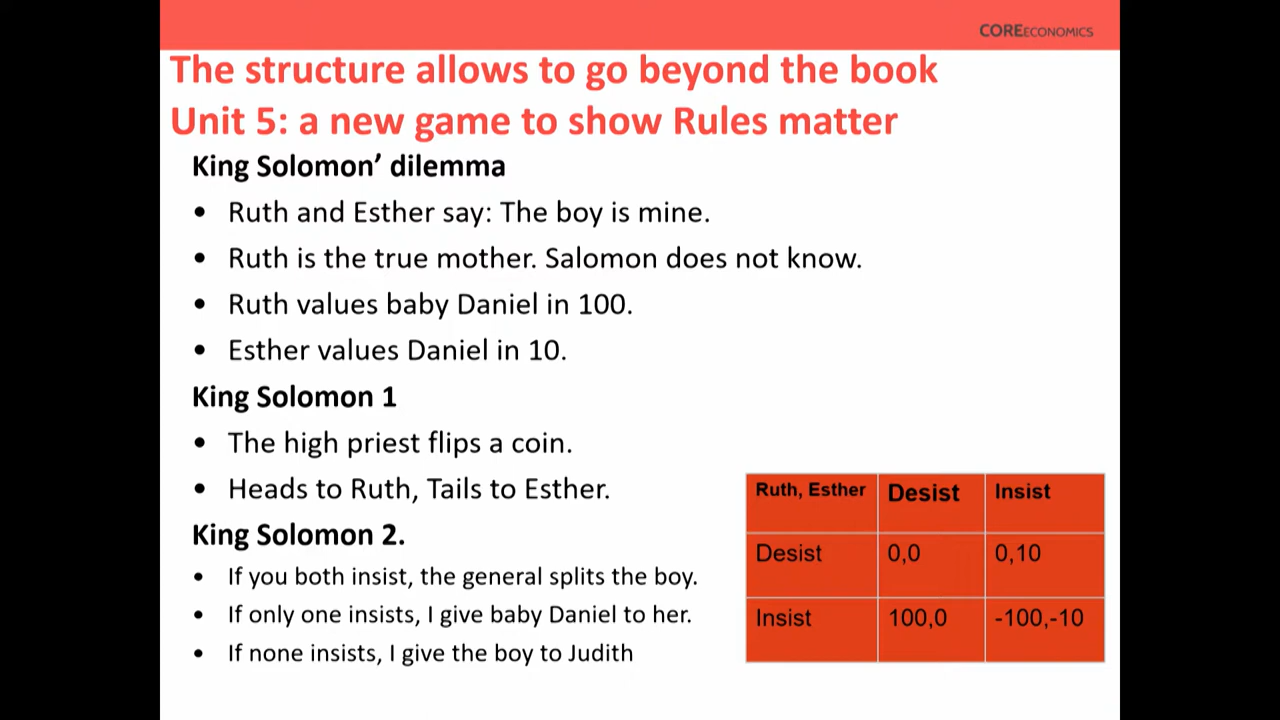 COREECONOMICS
The structure allows to go beyond the book
Unit 5: a new game to show Rules matter
King Solomon’ dilemma
• Ruth and Esther say: The boy is mine.
• Ruth is the true mother. Salomon does not know.
• Ruth values baby Daniel in 100.
• Esther values Daniel in 10.
King Solomon 1
• The high priest flips a coin.
• Heads to Ruth, Tails to Esther.
King Solomon 2.
• If you both insist, the general splits the boy.
• If only one insists, I give baby Daniel to her.
• If none insists, I give the boy to Judith
Ruth, Esther Desist Insist
Desist 0,0 0,10
Insist 100,0 -100,-10